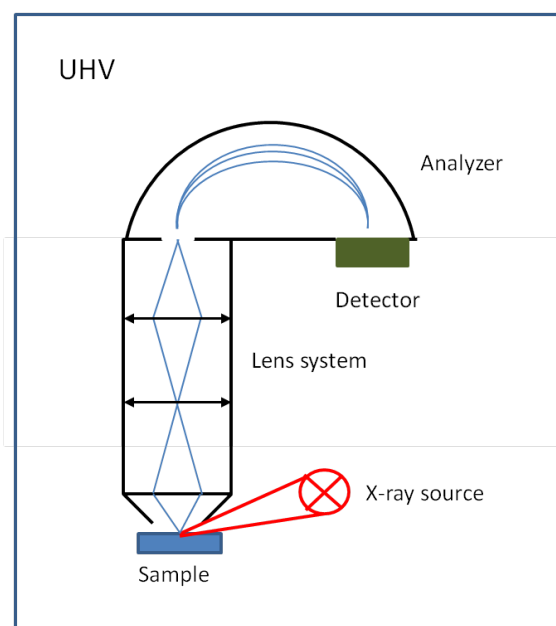 UHV
Analyzer
Detector
Lens system
X-ray source
Sample